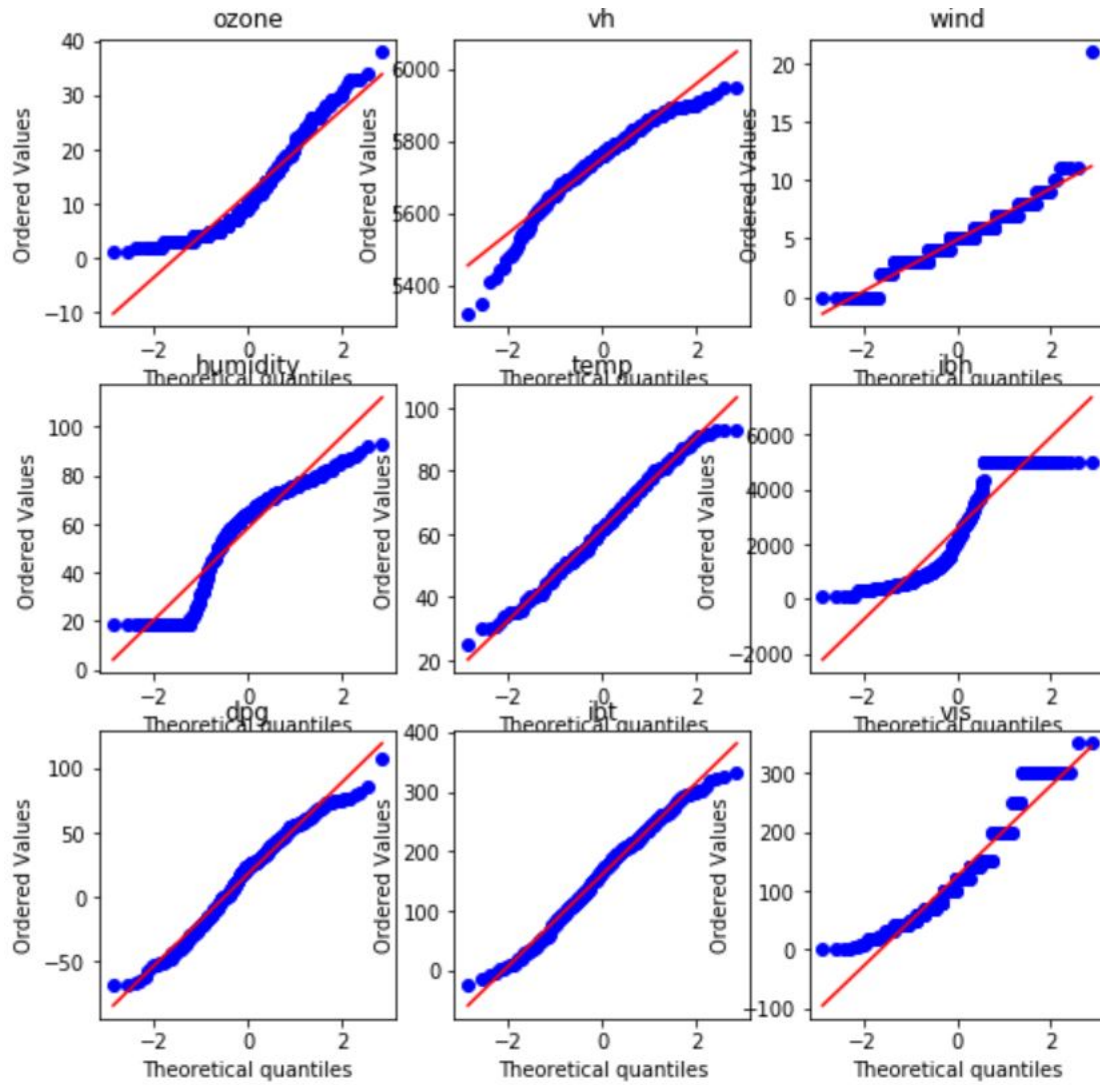 ozone
vh
wind
40
30
20
10
0
−10
Ordered Values
6000
5800
5600
5400
Ordered Values
20
15
10
5
0
Ordered Values
−2 0 2
−2 0 2
−2 0 2
Theoretical quantiles
Theoretical quantiles
Theoretical quantiles
humidity
temp
ibh
100
80
60
40
20
0
Ordered Values
100
80
60
40
20
Ordered Values
6000
4000
2000
0
−2000
Ordered Values
−2 0 2
−2 0 2
−2 0 2
Theoretical quantiles
Theoretical quantiles
Theoretical quantiles
dpg
ibt
vis
100
50
0
−50
Ordered Values
400
300
200
100
0
Ordered Values
300
200
100
0
−100
Ordered Values
−2 0 2
−2 0 2
−2 0 2
Theoretical quantiles
Theoretical quantiles
Theoretical quantiles